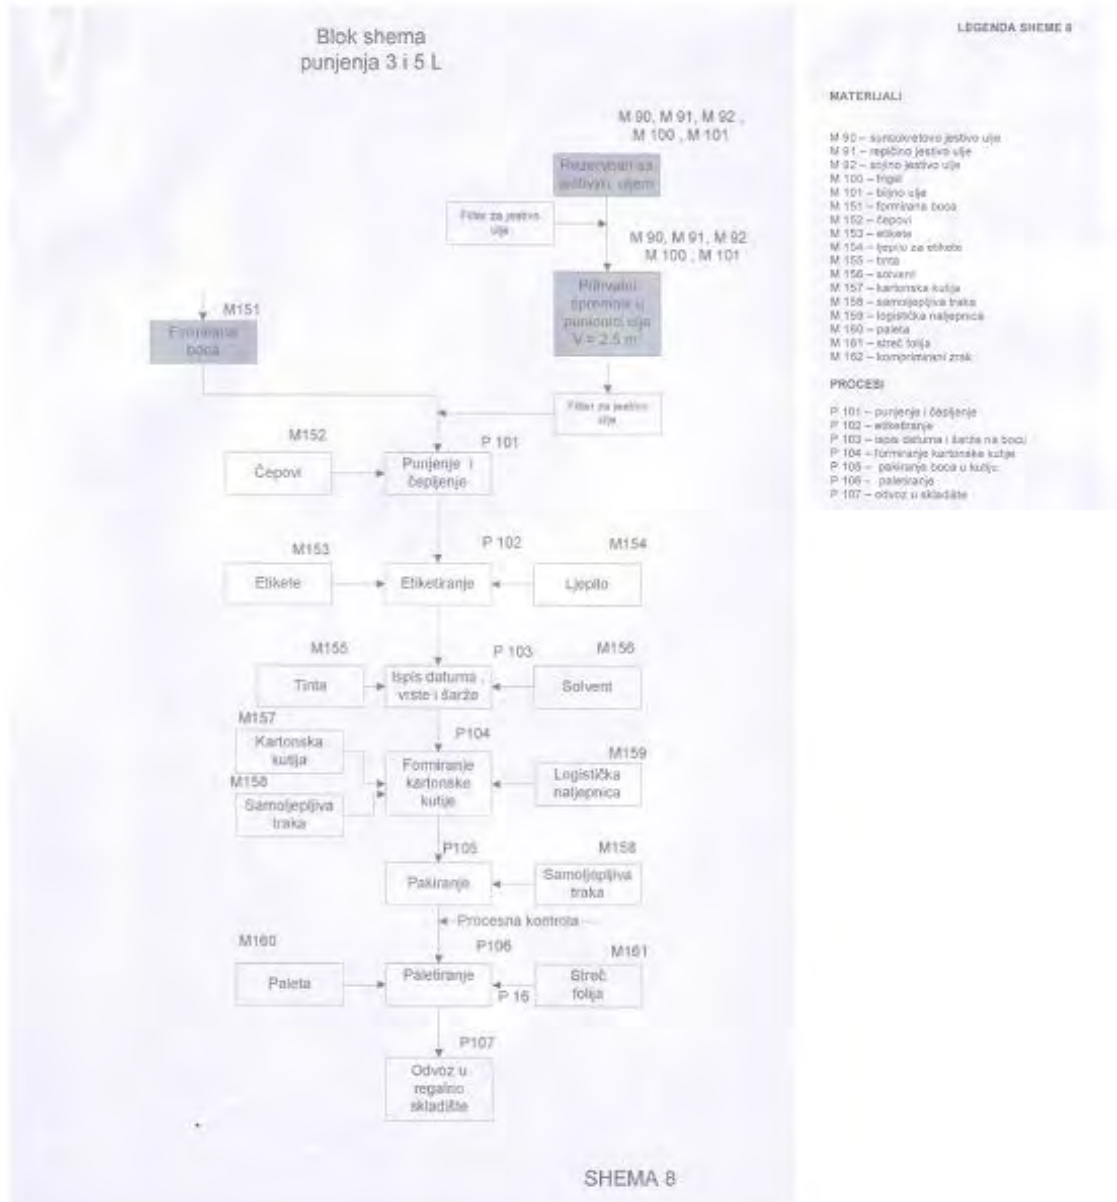 Blok shema
punjenja 3 i 5 L
M 90, M 91, M 92 ,
M 100 , M 101
Rezervoari sa
jestivim uljem
Filter za jestivo
ulje
M 90, M 91, M 92
M 100 , M 101
Prihvatni
spremnik u
punionici ulja
V = 2.5 m
M151
Formirana
boca
Filter za jestivo
ulje
M152
P 101
Čepovi
Punjenje i
čepljenje
M153
P 102
M154
Etikete
Etiketiranje
Ljepilo
M155
P 103
M156
Tinta
Ispis datuma ,
vrste i šarže
Solvent
M157
P104
Kartonska
kutija
M159
Formiranje
kartonske
kutije
Logistička
naljepnica
M158
Samoljepljiva
traka
P105
M158
Pakiranje
Samoljepljiva
traka
Procesna kontrola
M160
P106
M161
Paleta
Paletiranje
Streč
folija
P 16
P107
Odvoz u
regalno
skladište
SHEMA 8
LEGENDA SHEME 8
MATERIJALI
M 90 – suncokretovo jestivo ulje
M 91 – repičino jestivo ulje
M 92 – sojino jestivo ulje
M 100 – frigol
M 101 – biljno ulje
M 151 – formirana boca
M 152 – čepovi
M 153 – etikete
M 154 – ljepilo za etikete
M 155 – tinta
M 156 – solvent
M 157 – kartonska kutija
M 158 – samoljepljiva traka
M 159 – logistička naljepnica
M 160 – paleta
M 161 – streč folija
M 162 – komprimirani zrak
PROCESI
P 101 – punjenje i čepljenje
P 102 – etiketiranje
P 103 – ispis datuma i šarže na bocu
P 104 – formiranje kartonske kutije
P 105 – pakiranje boca u kutiju
P 106 – paletiranje
P 107 – odvoz u skladište